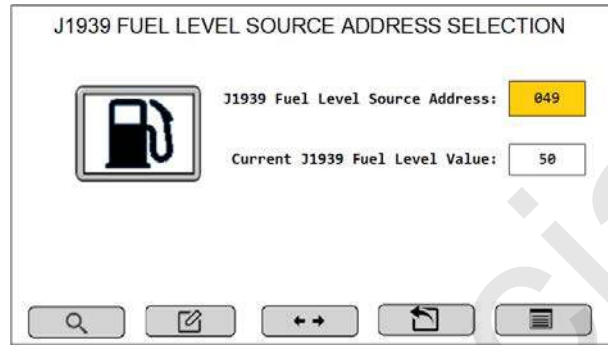 J1939 FUEL LEVEL SOURCE ADDRESS SELECTION
J1939 Fuel Level Source Address: 049
Current J1939 Fuel Level Value: 50